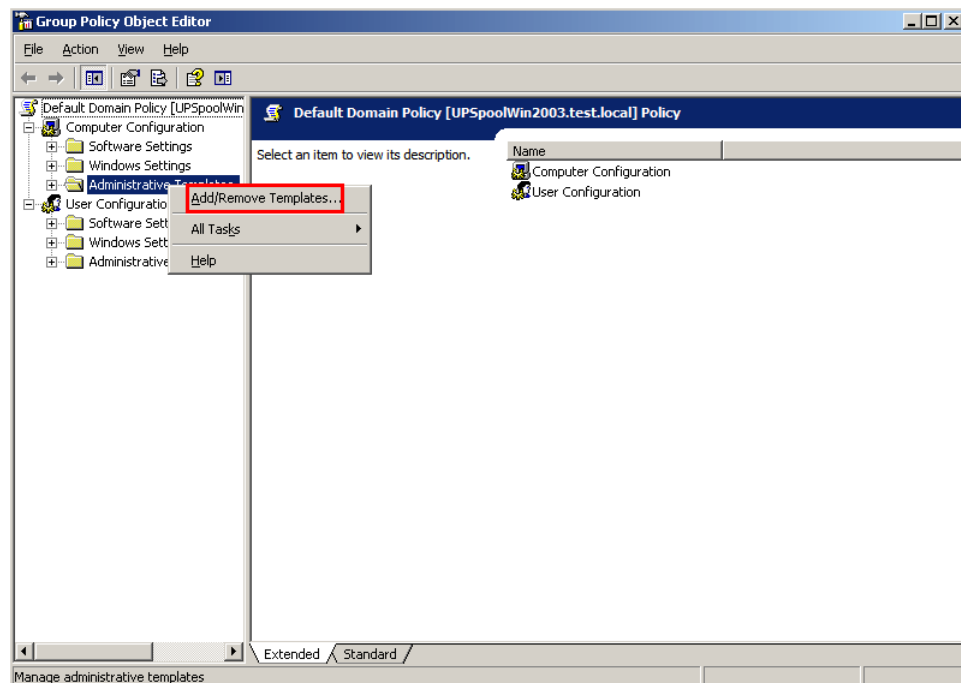 Group Policy Object Editor
File Action View Help
Default Domain Policy [UPSpoolWin
Computer Configuration
Software Settings
Windows Settings
Administrative Templates
User Configuratio
Software Sett
Windows Sett
Administrative
Add/Remove Templates...
All Tasks
Help
Default Domain Policy [UPSpoolWin2003.test.local] Policy
Select an item to view its description.
Name
Computer Configuration
User Configuration
Extended Standard
Manage administrative templates